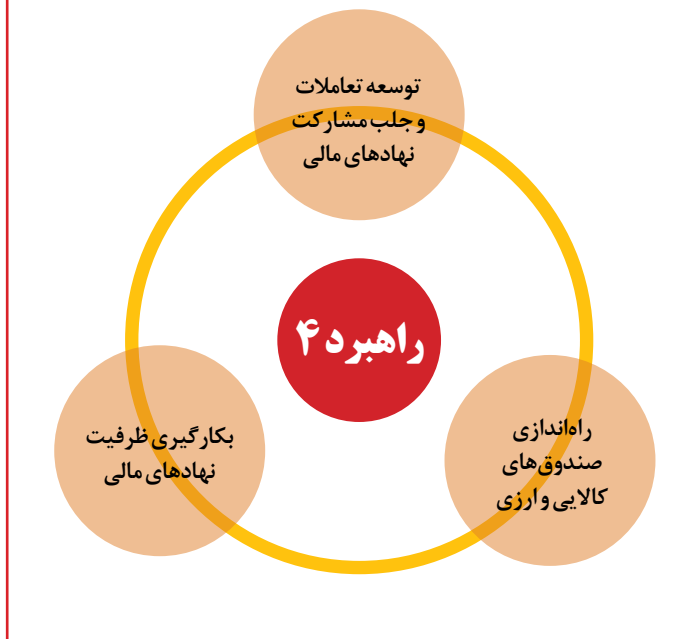 توسعه تعاملات
و جلب مشارکت
نهادهای مالی
راهبرد ۴
راه‌اندازی
صندوق‌های
کالایی و ارزی
بکارگیری ظرفیت
نهادهای مالی